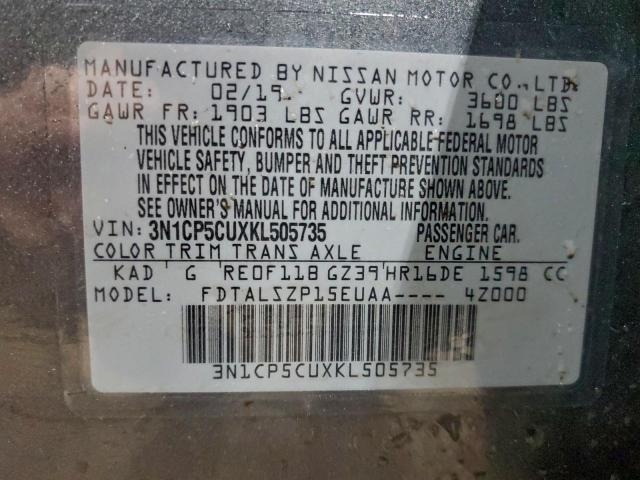 MANUFACTURED BY NISSAN MOTOR CO., LTD.
DATE: 02/19 GVWR: 3600 LBS
GAWR FR: 1903 LBS GAWR RR: 1698 LBS
THIS VEHICLE CONFORMS TO ALL APPLICABLE FEDERAL MOTOR
VEHICLE SAFETY, BUMPER AND THEFT PREVENTION STANDARDS
IN EFFECT ON THE DATE OF MANUFACTURE SHOWN ABOVE.
SEE OWNER'S MANUAL FOR ADDITIONAL INFORMATION.
VIN: 3N1CP5CUXKL505735 PASSENGER CAR.
COLOR TRIM TRANS AXLE ENGINE
KAD G RE0F11B GZ39 HR16DE 1598 CC
MODEL: FDTALSZP15EUAA---- 4Z000
3N1CP5CUXKL505735